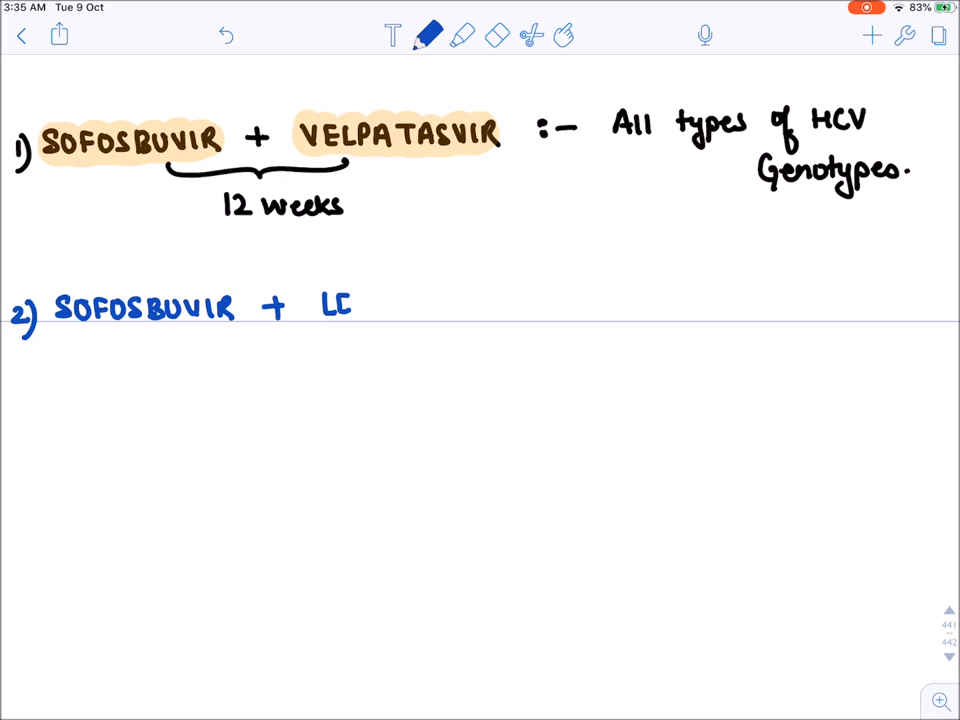 3:35 AM Tue 9 Oct 83%
T
1) SOFOSBUVIR + VELPATASVIR :- All types of HCV
Genotypes.
12 weeks
2) SOFOSBUVIR + LD
441
442